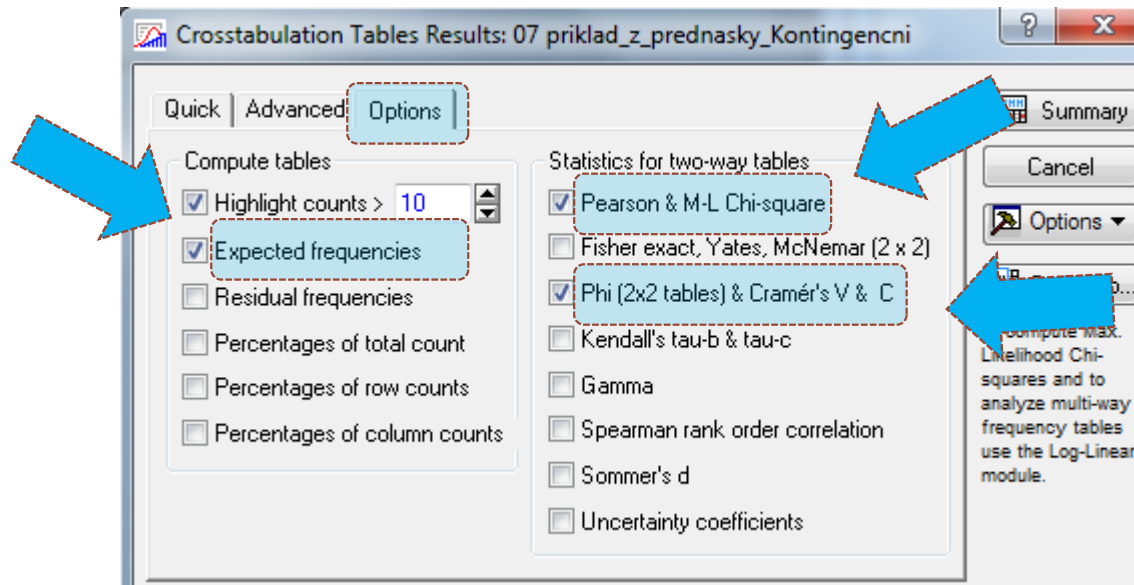 Crosstabulation Tables Results: 07 priklad_z_prednasky_Kontingencni
Quick Advanced Options
Compute tables
Highlight counts > 10
Expected frequencies
Residual frequencies
Percentages of total count
Percentages of row counts
Percentages of column counts
Statistics for two-way tables
Pearson & M-L Chi-square
Fisher exact, Yates, McNemar (2 x 2)
Phi (2x2 tables) & Cramér's V & C
Kendall's tau-b & tau-c
Gamma
Spearman rank order correlation
Sommer's d
Uncertainty coefficients
Summary
Cancel
Options
compute Max.
Likelihood Chi-
squares and to
analyze multi-way
frequency tables
use the Log-Linear
module.